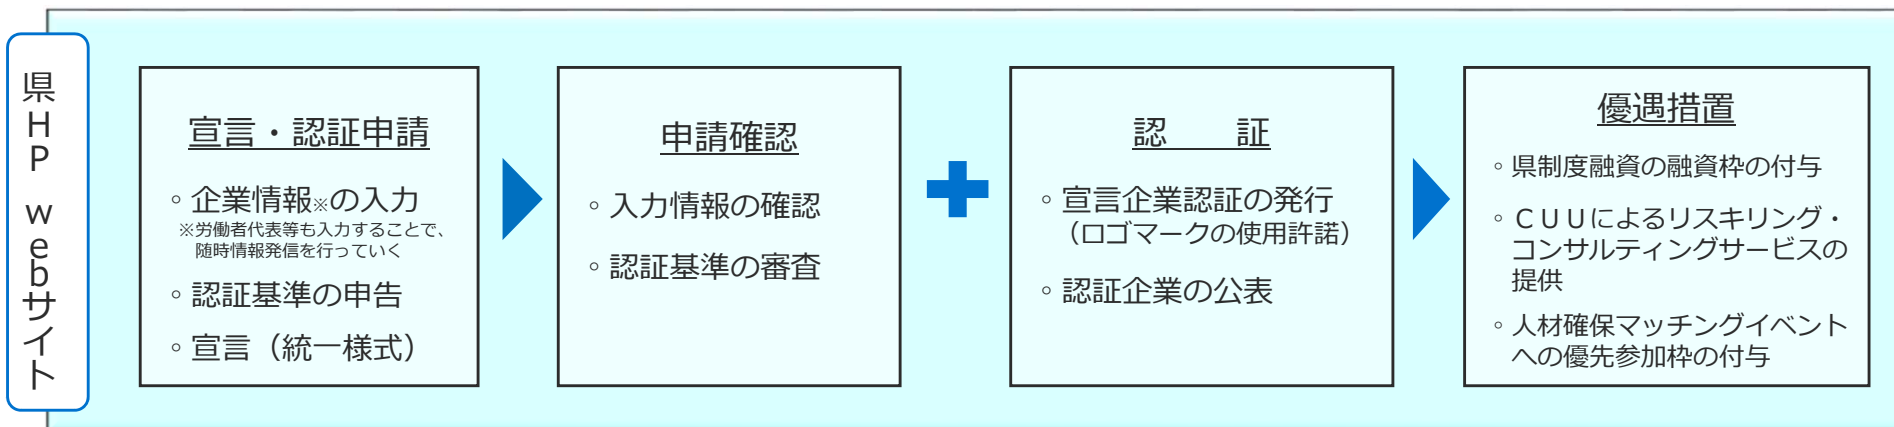 県HP webサイト
宣言・認証申請
◦企業情報※の入力
※労働者代表等も入力することで、
随時情報発信を行っていく
◦認証基準の申告
◦宣言（統一様式）
申請確認
◦入力情報の確認
◦認証基準の審査
認　　証
◦宣言企業認証の発行
（ロゴマークの使用許諾）
◦認証企業の公表
優遇措置
◦県制度融資の融資枠の付与
◦ＣＵＵによるリスキリング・
コンサルティングサービスの
提供
◦人材確保マッチングイベント
への優先参加枠の付与